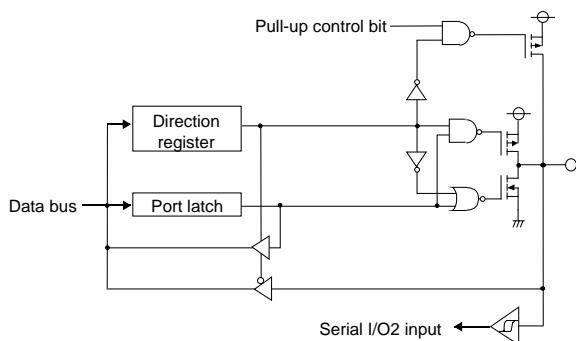 Pull-up control bit
Direction
register
Data bus
Port latch
Serial I/O2 input